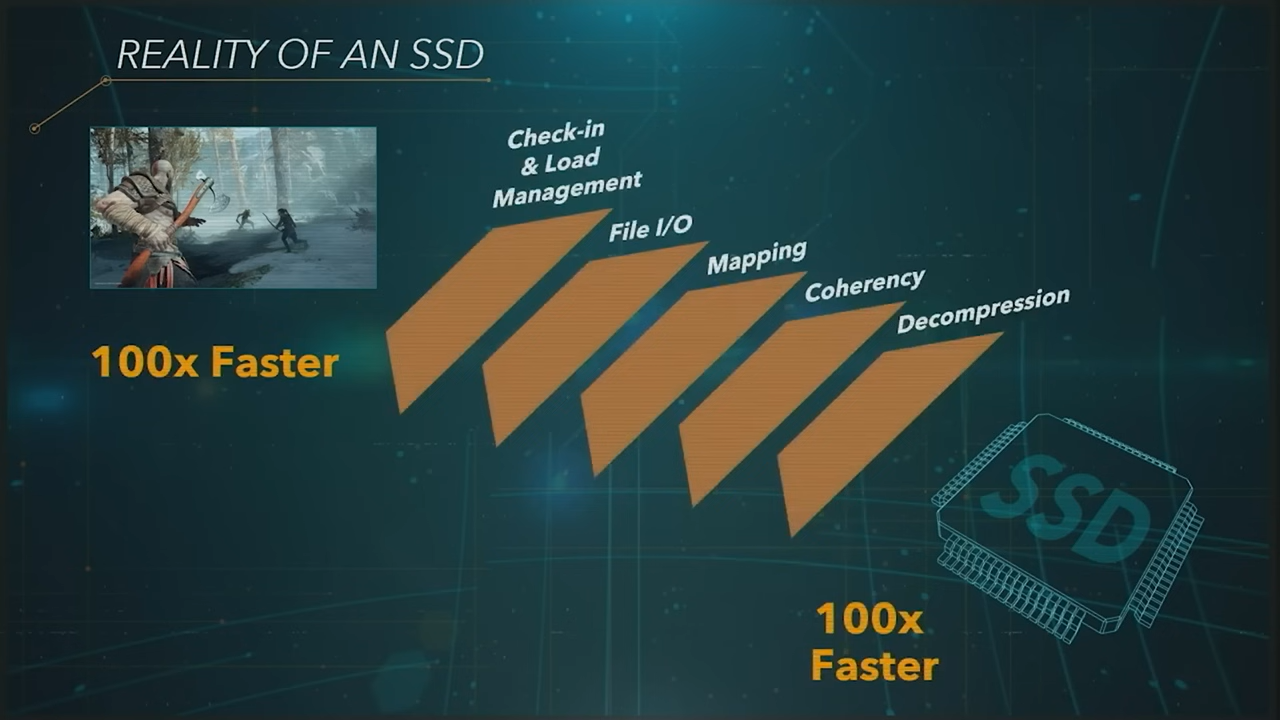 REALITY OF AN SSD
Check-in
& Load
Management
File I/O
Mapping
Coherency
Decompression
100x Faster
SSD
100x
Faster